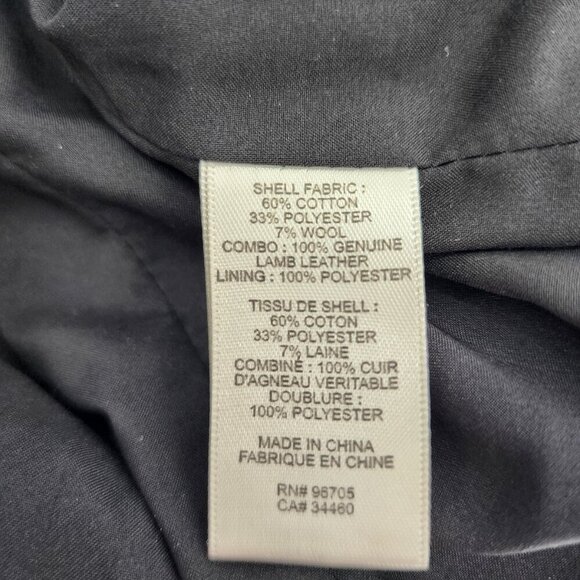 SHELL FABRIC :
60% COTTON
33% POLYESTER
7% WOOL
COMBO : 100% GENUINE
LAMB LEATHER
LINING : 100% POLYESTER
TISSU DE SHELL :
60% COTON
33% POLYESTER
7% LAINE
COMBINE : 100% CUIR
D'AGNEAU VERITABLE
DOUBLURE :
100% POLYESTER
MADE IN CHINA
FABRIQUE EN CHINE
RN# 96705
CA# 34460